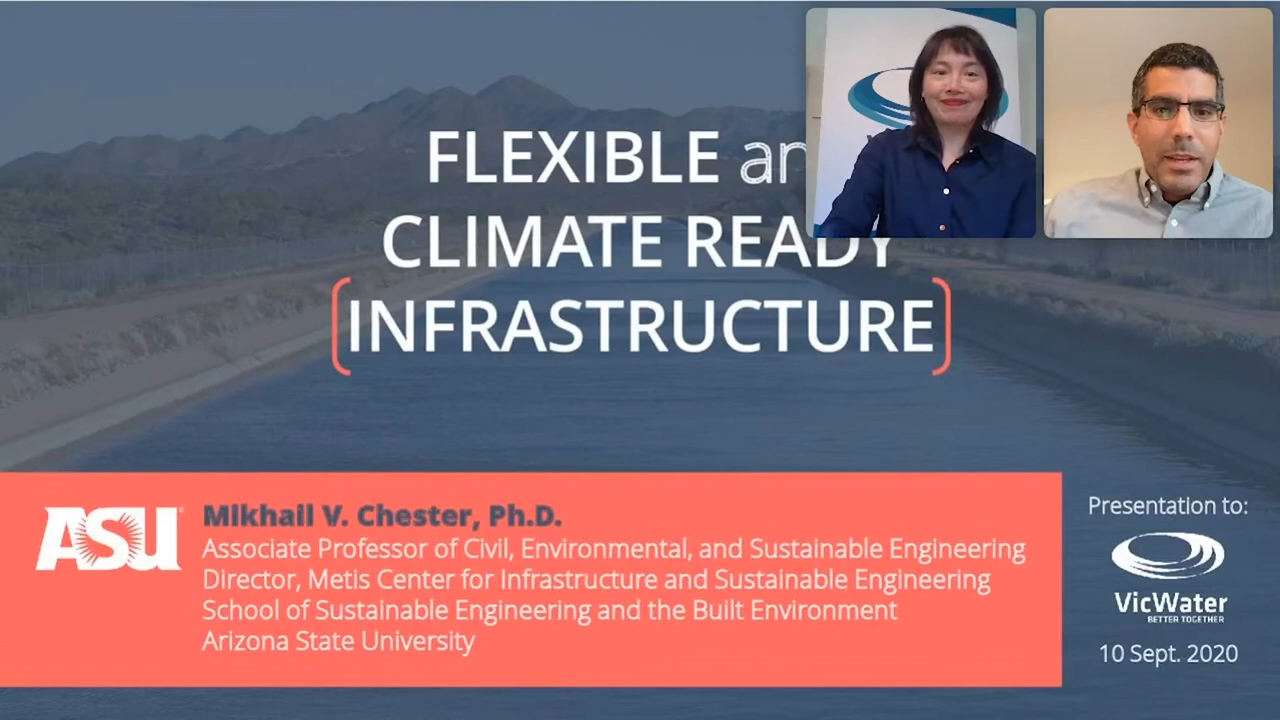 FLEXIBLE an
CLIMATE READY
[INFRASTRUCTURE]
ASU
Mikhail V. Chester, Ph.D.
Associate Professor of Civil, Environmental, and Sustainable Engineering
Director, Metis Center for Infrastructure and Sustainable Engineering
School of Sustainable Engineering and the Built Environment
Arizona State University
Presentation to:
VicWater
BETTER TOGETHER
10 Sept. 2020